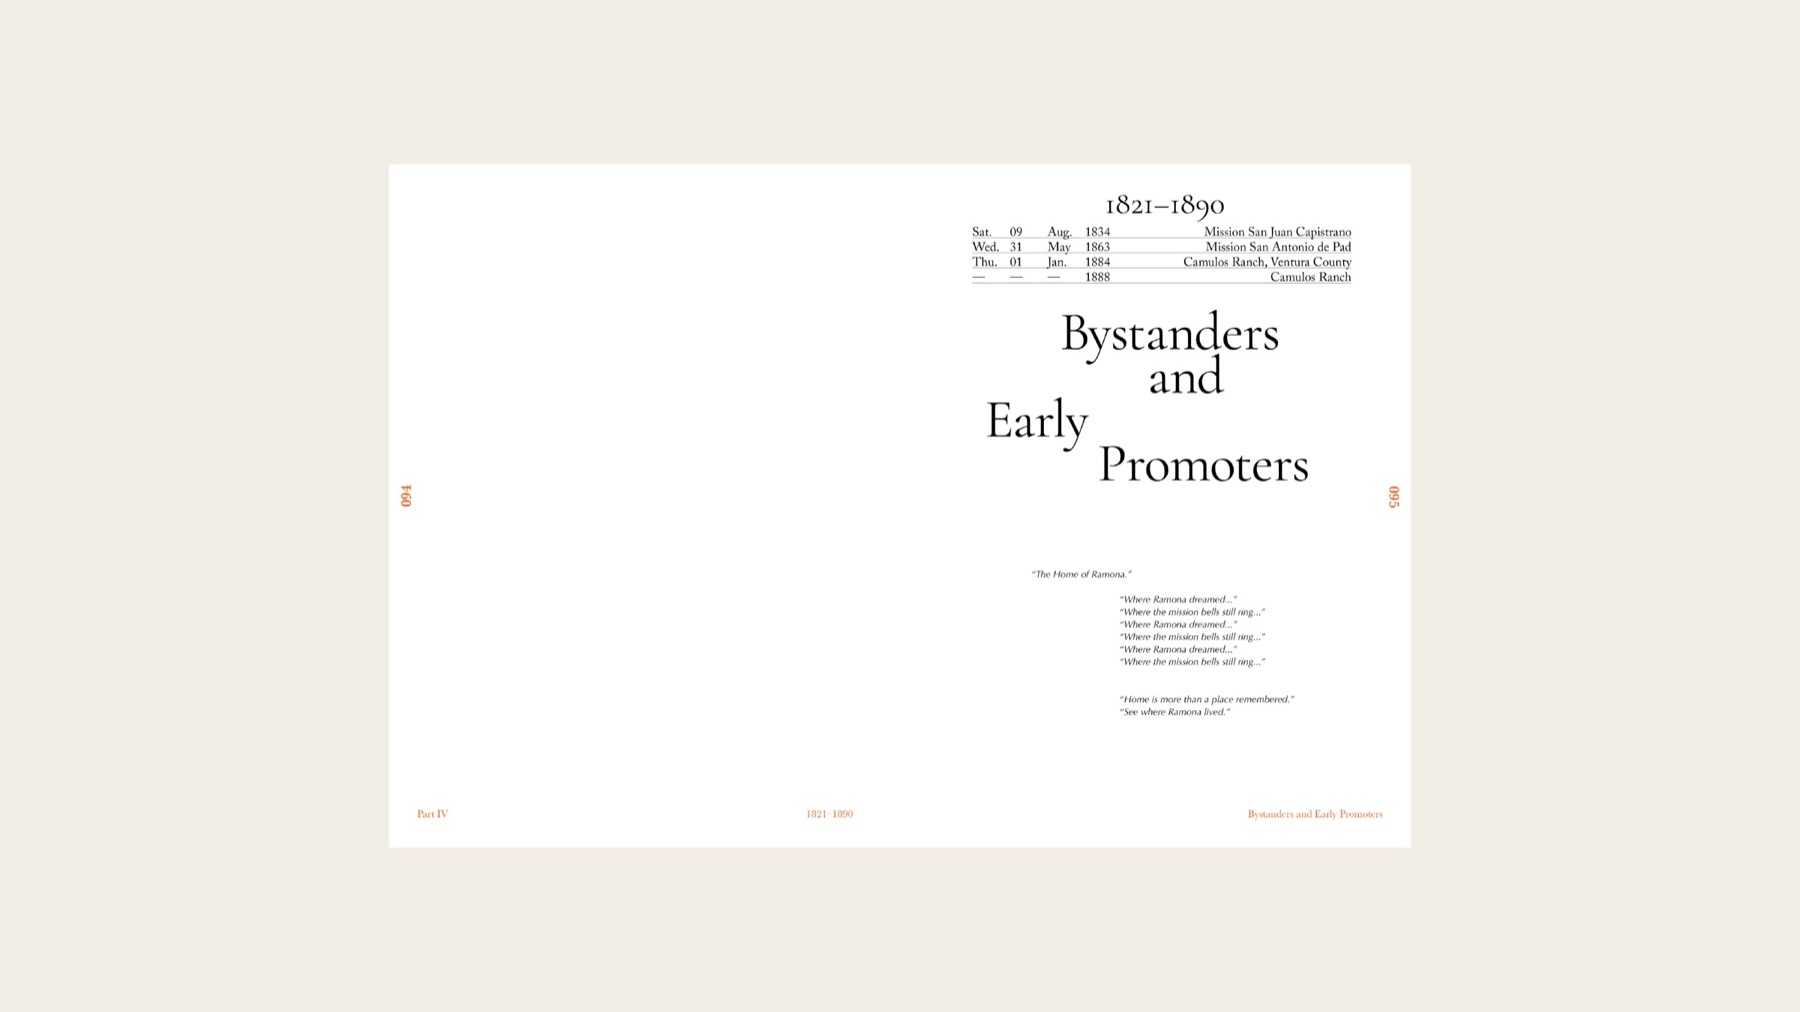 1821–1890
Sat. 09 Aug. 1834 Mission San Juan Capistrano
Wed. 31 May 1863 Mission San Antonio de Pad
Thu. 01 Jan. 1884 Camulos Ranch, Ventura County
— — — 1888 Camulos Ranch
Bystanders
and
Early
Promoters
094
095
“The Home of Ramona.”
“Where Ramona dreamed...”
“Where the mission bells still ring...”
“Where Ramona dreamed...”
“Where the mission bells still ring...”
“Where Ramona dreamed...”
“Where the mission bells still ring...”
“Home is more than a place remembered.”
“See where Ramona lived.”
Part IV
1821–1890
Bystanders and Early Promoters